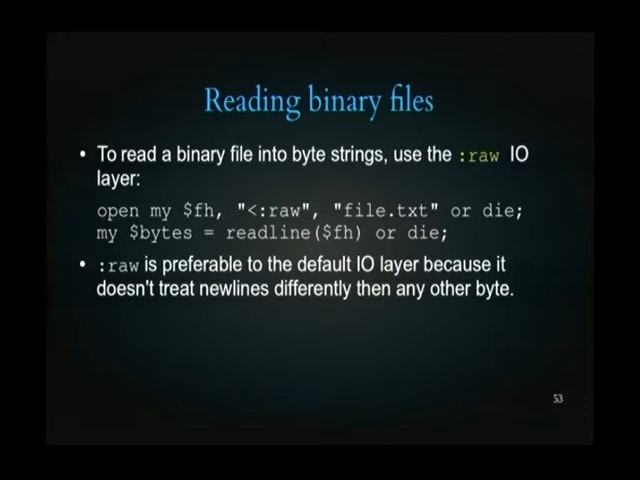 Reading binary files
• To read a binary file into byte strings, use the :raw IO
layer:
open my $fh, "<:raw", "file.txt" or die;
my $bytes = readline($fh) or die;
• :raw is preferable to the default IO layer because it
doesn't treat newlines differently then any other byte.
53